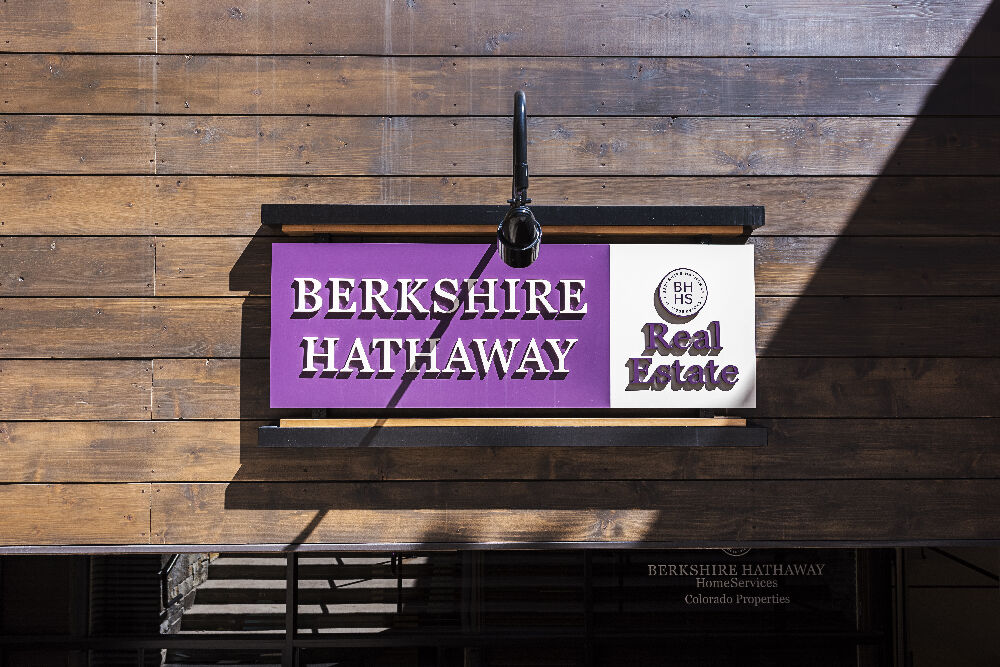 BERKSHIRE
HATHAWAY
BH
HS
Real
Estate
BERKSHIRE HATHAWAY
HomeServices
Colorado Properties